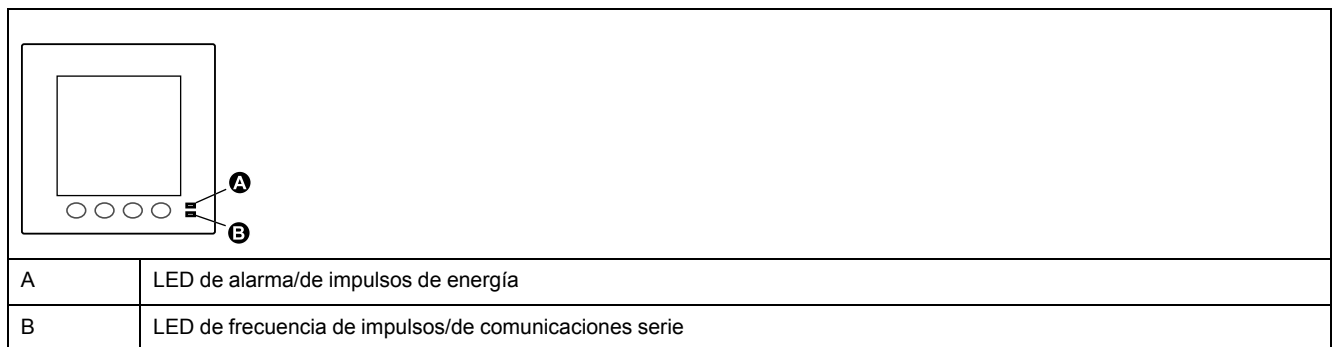 A
B
A LED de alarma/de impulsos de energía
B LED de frecuencia de impulsos/de comunicaciones serie